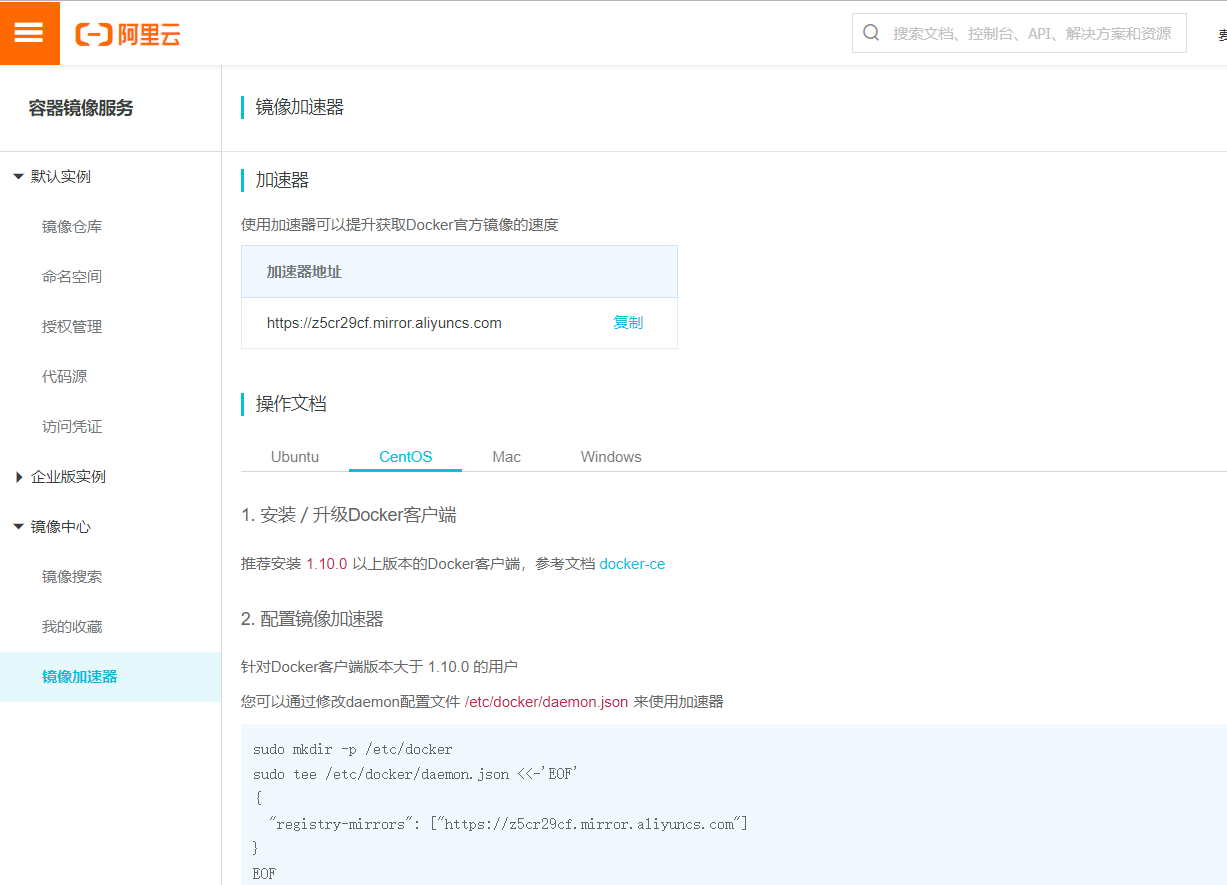 阿里云
搜索文档、控制台、API、解决方案和资源
容器镜像服务
默认实例
镜像仓库
命名空间
授权管理
代码源
访问凭证
企业版实例
镜像中心
镜像搜索
我的收藏
镜像加速器
镜像加速器
加速器
使用加速器可以提升获取Docker官方镜像的速度
加速器地址
https://z5cr29cf.mirror.aliyuncs.com 复制
操作文档
Ubuntu CentOS Mac Windows
1. 安装 / 升级Docker客户端
推荐安装 1.10.0 以上版本的Docker客户端，参考文档 docker-ce
2. 配置镜像加速器
针对Docker客户端版本大于 1.10.0 的用户
您可以通过修改daemon配置文件 /etc/docker/daemon.json 来使用加速器
sudo mkdir -p /etc/docker
sudo tee /etc/docker/daemon.json <<-'EOF'
{
"registry-mirrors": ["https://z5cr29cf.mirror.aliyuncs.com"]
}
EOF